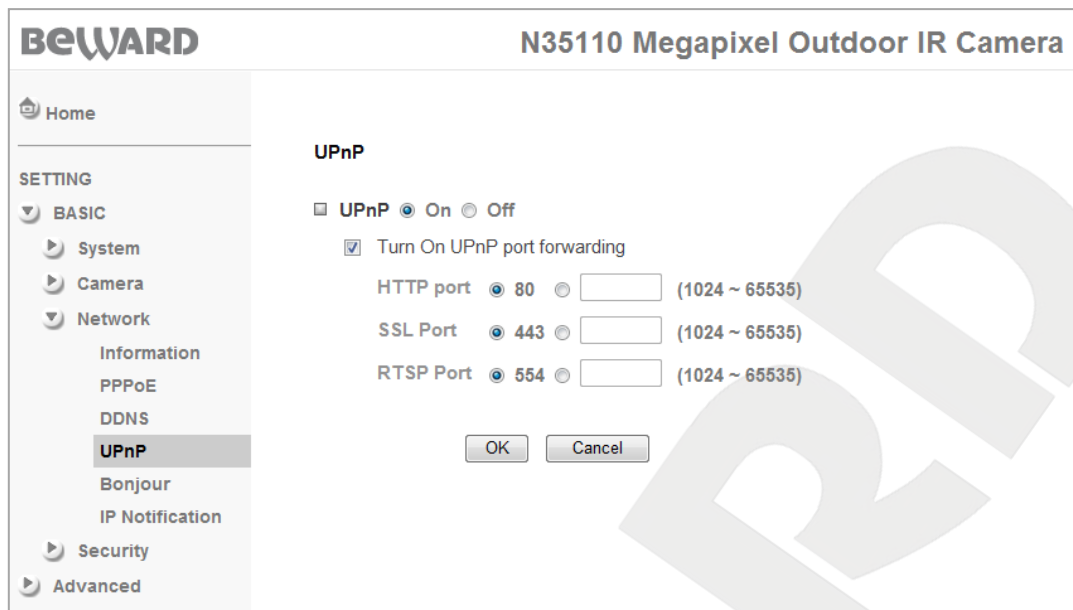 BEWARD
N35110 Megapixel Outdoor IR Camera
Home
SETTING
BASIC
System
Camera
Network
Information
PPPoE
DDNS
UPnP
Bonjour
IP Notification
Security
Advanced
UPnP
UPnP On Off
Turn On UPnP port forwarding
HTTP port 80 (1024 ~ 65535)
SSL Port 443 (1024 ~ 65535)
RTSP Port 554 (1024 ~ 65535)
OK Cancel
RD